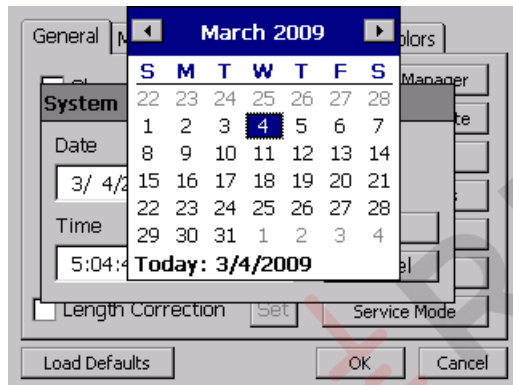 General
March 2009
S M T W T F S
Manager
22 23 24 25 26 27 28
System
1 2 3 4 5 6 7
Date
8 9 10 11 12 13 14
3/ 4/2
15 16 17 18 19 20 21
22 23 24 25 26 27 28
Time
29 30 31 1 2 3 4
5:04:4
Today: 3/4/2009
Length Correction Set Service Mode
Load Defaults OK Cancel